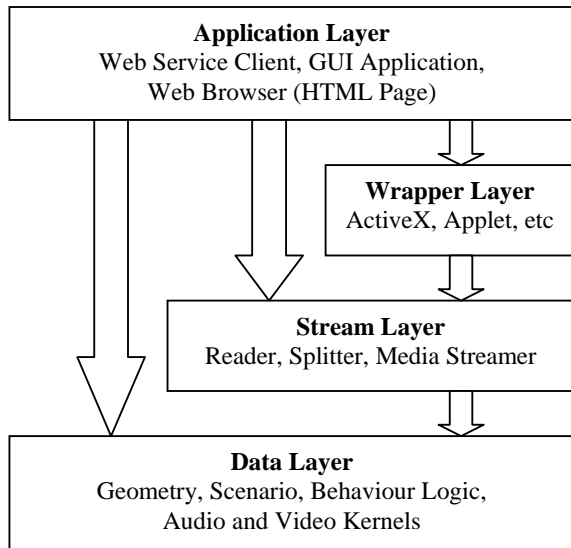 Application Layer
Web Service Client, GUI Application,
Web Browser (HTML Page)
Wrapper Layer
ActiveX, Applet, etc
Stream Layer
Reader, Splitter, Media Streamer
Data Layer
Geometry, Scenario, Behaviour Logic,
Audio and Video Kernels